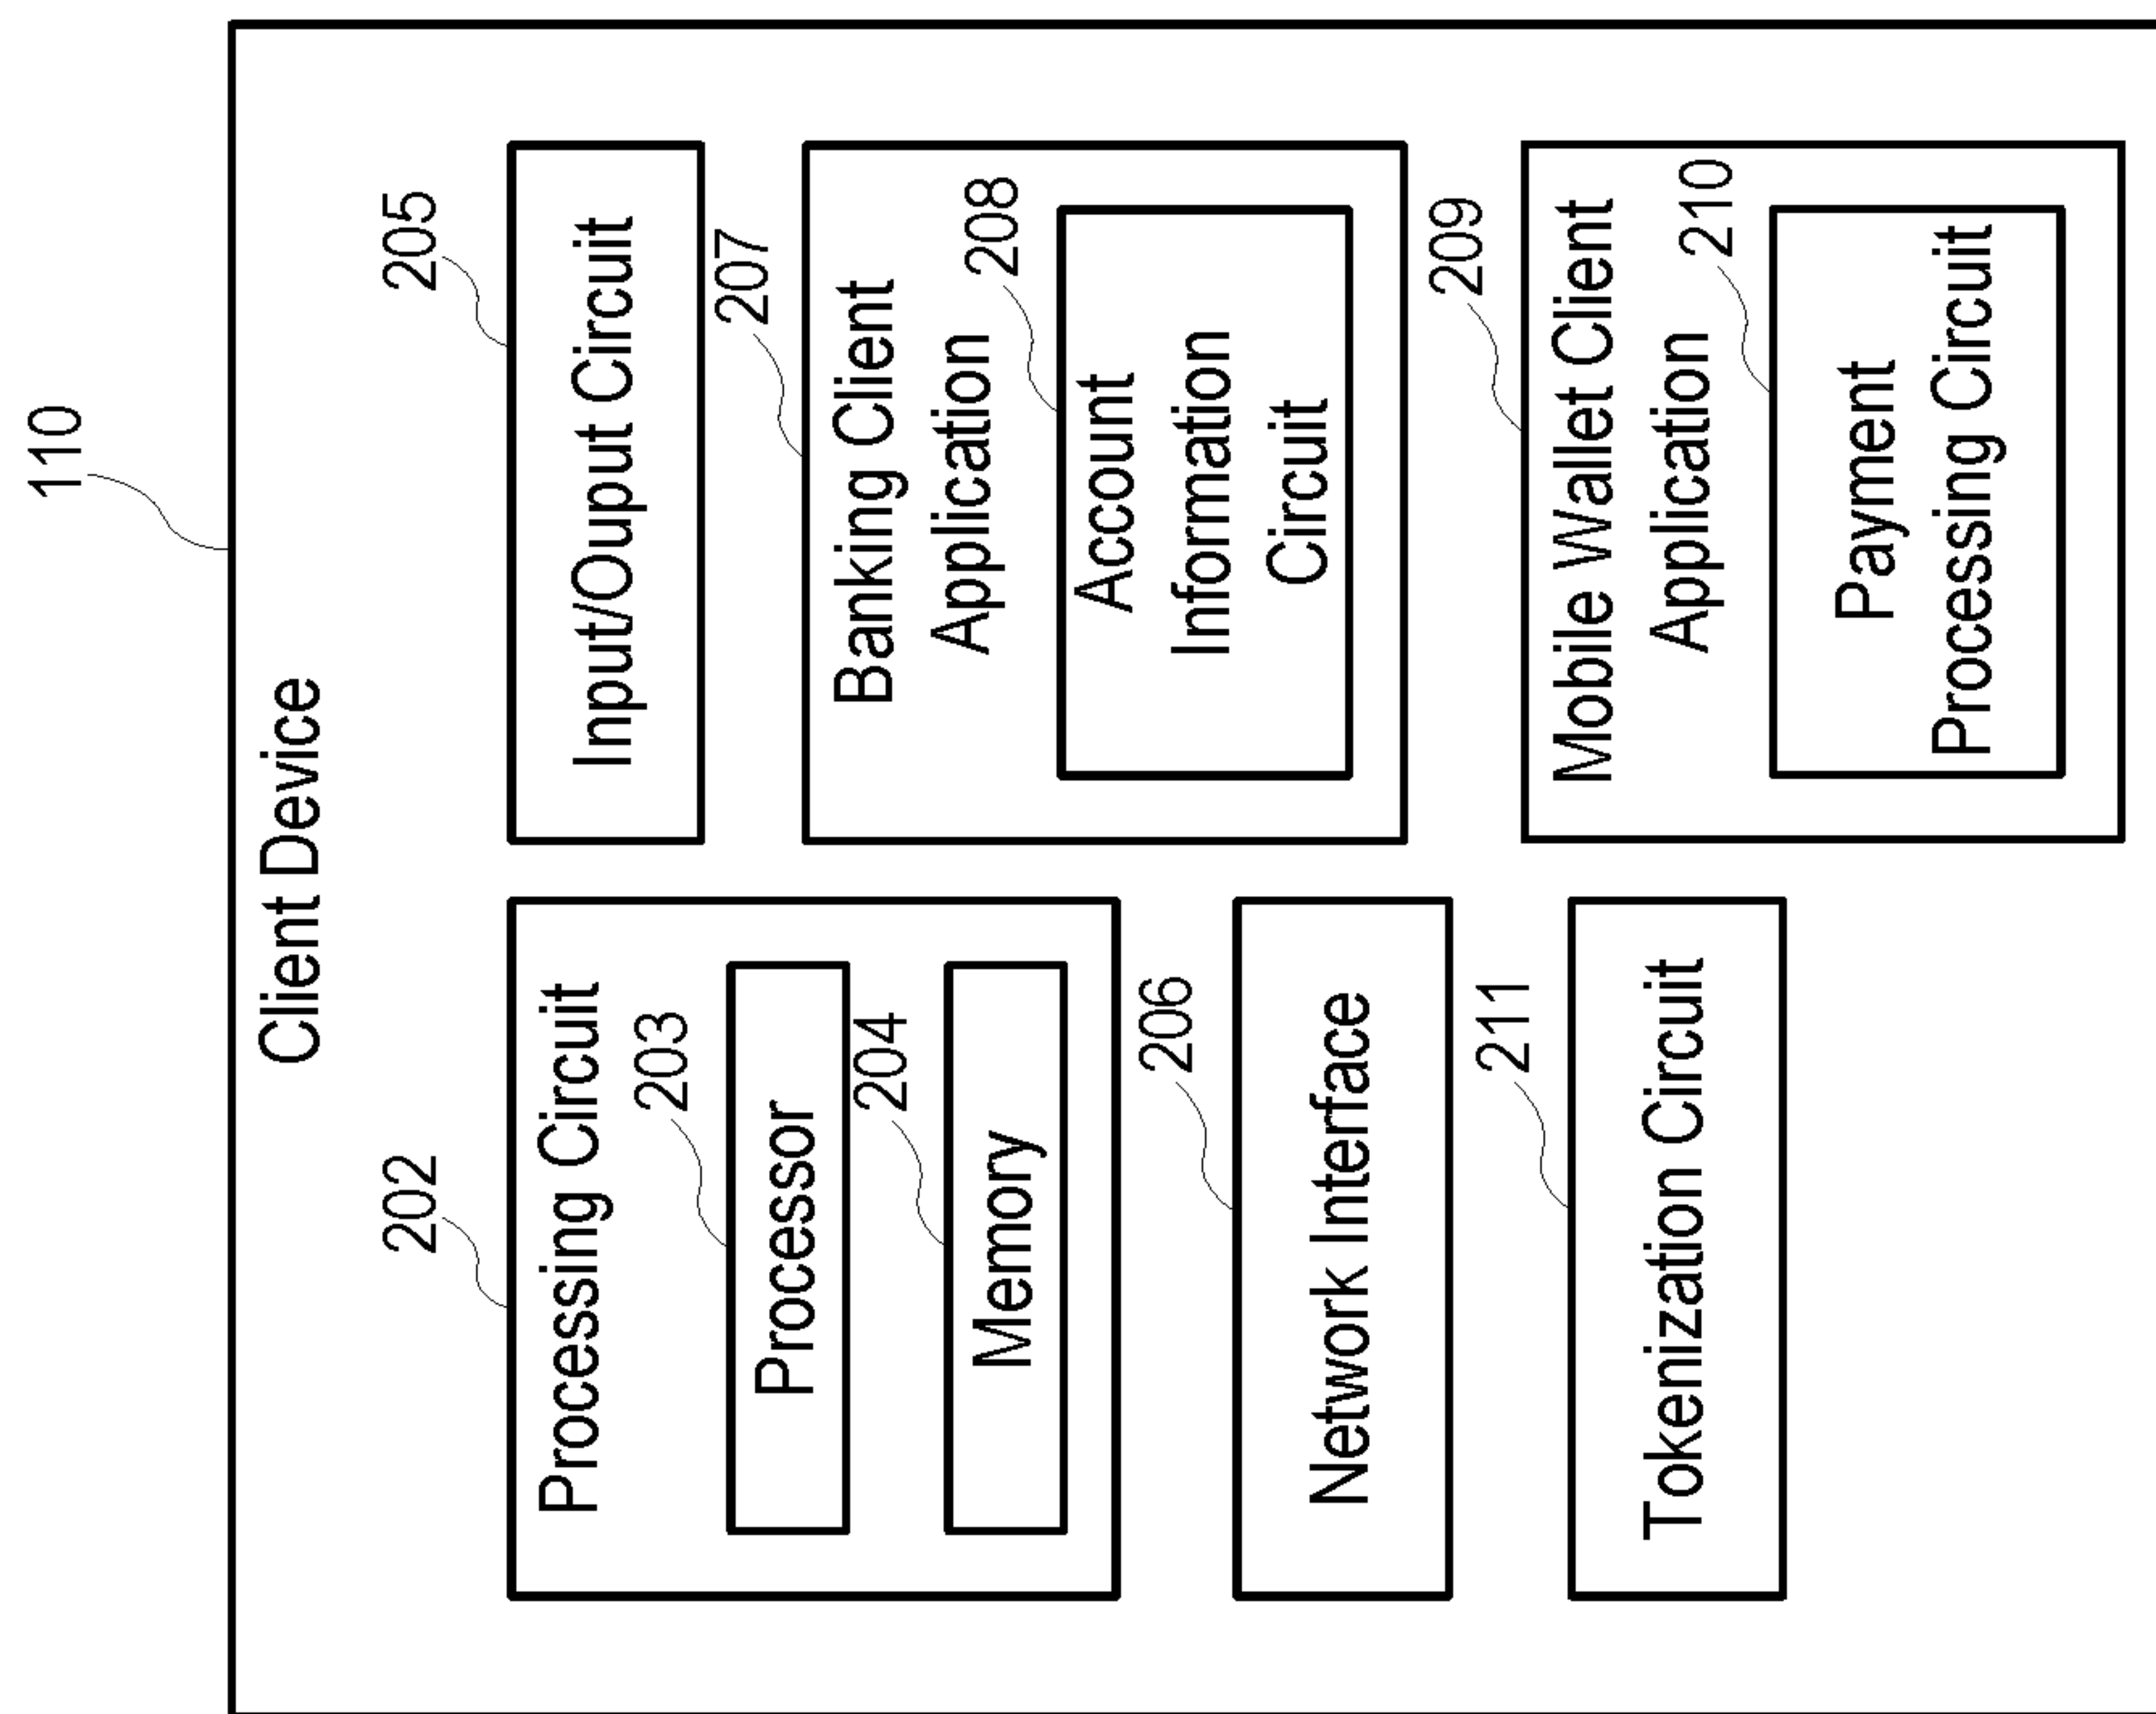 110
Client Device
202
Processing Circuit
203
Processor
204
Memory
206
Network Interface
211
Tokenization Circuit
205
Input/Ouput Circuit
207
Banking Client
Application
208
Account
Information
Circuit
209
Mobile Wallet Client
Application
210
Payment
Processing Circuit